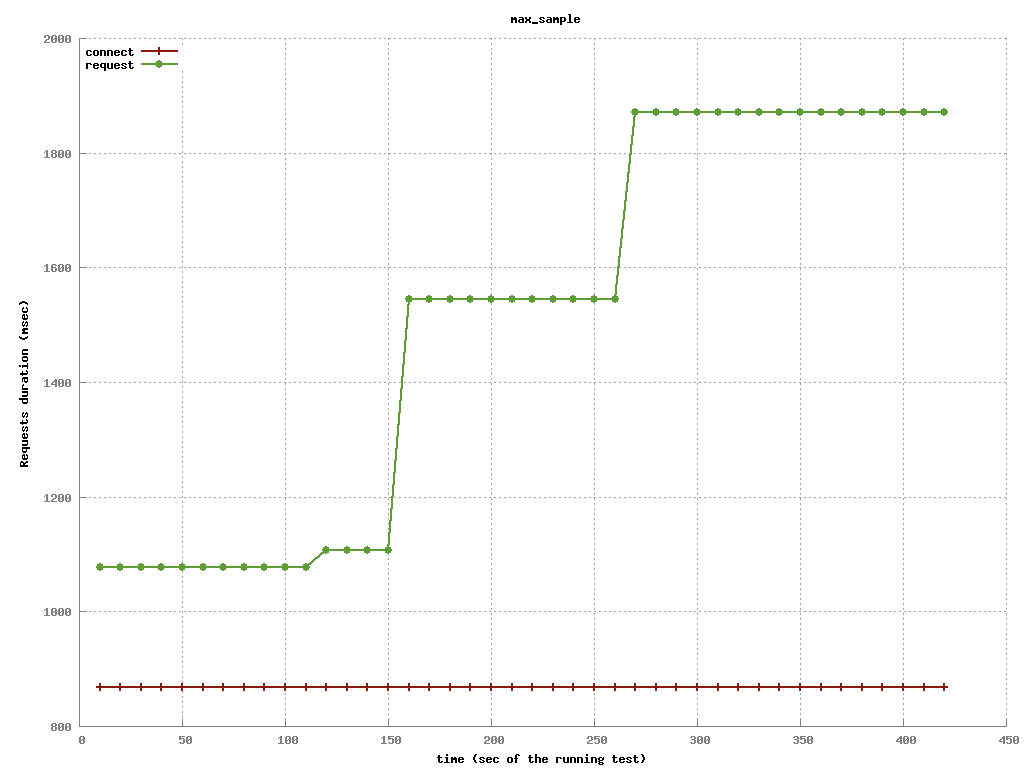 max_sample
2000
connect
request
1800
1600
1400
1200
1000
800
Requests duration (msec)
0 50 100 150 200 250 300 350 400 450
time (sec of the running test)